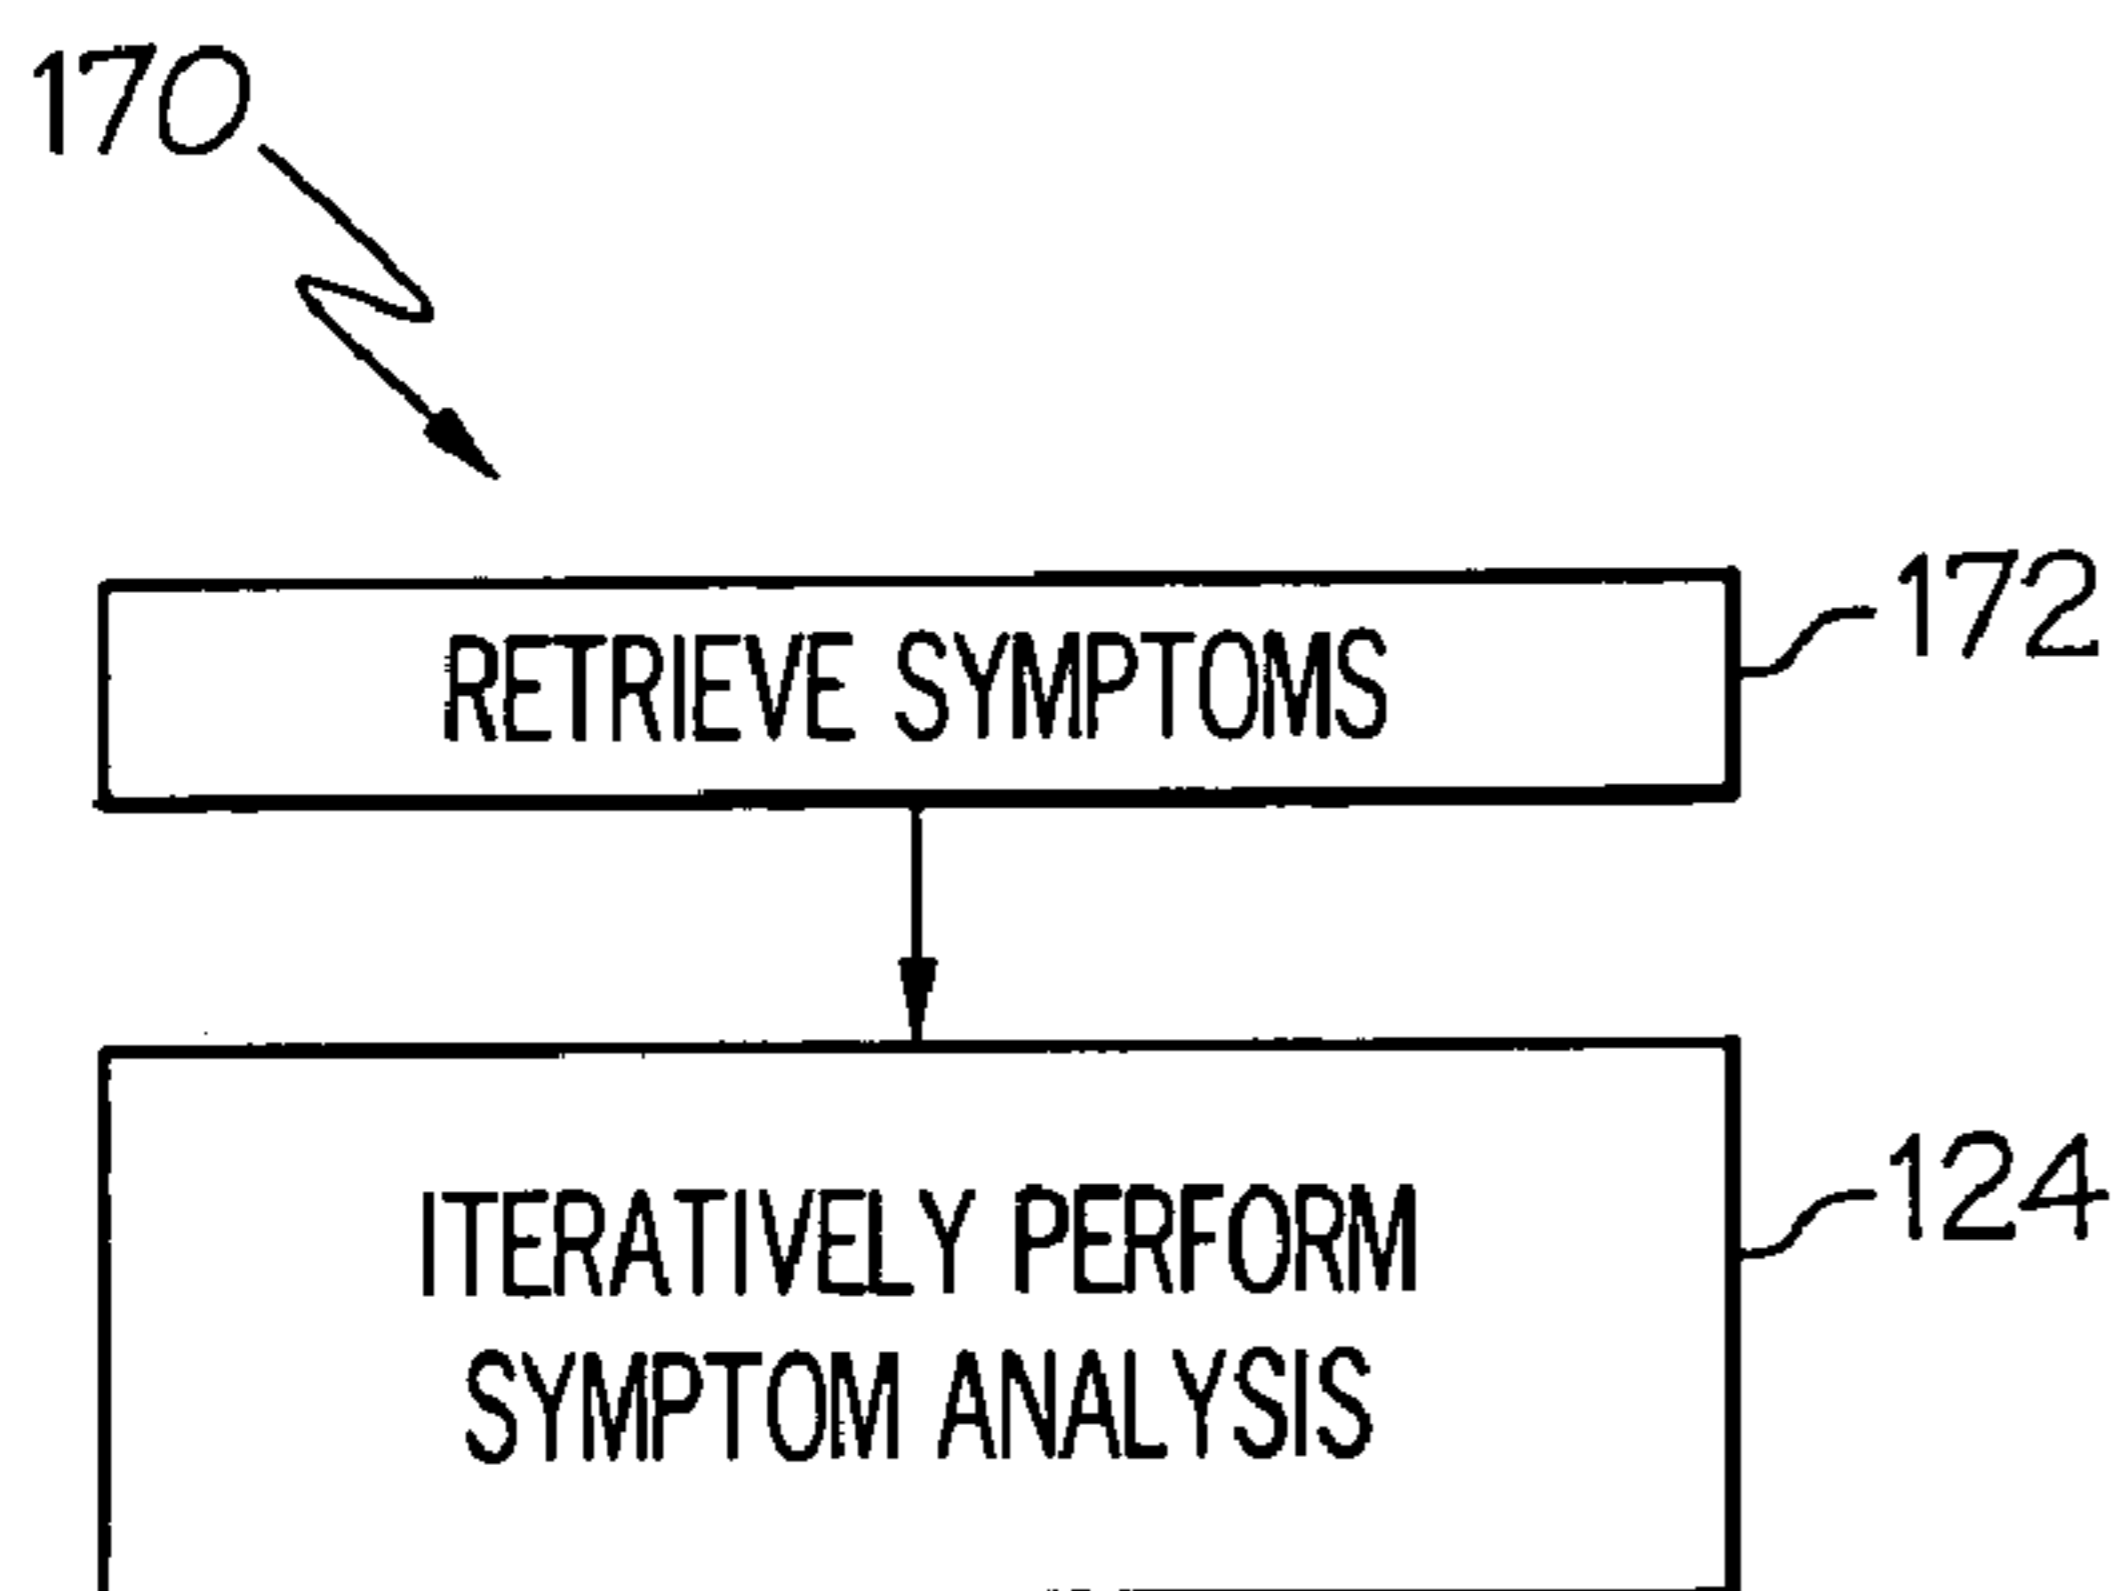 170
RETRIEVE SYMPTOMS
172
ITERATIVELY PERFORM
SYMPTOM ANALYSIS
124